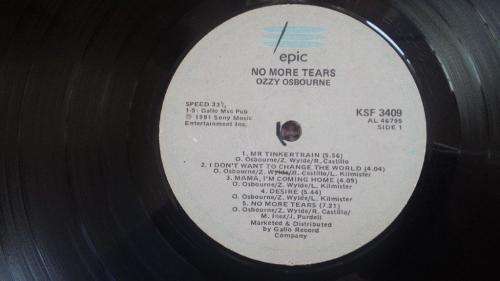 epic
NO MORE TEARS
OZZY OSBOURNE
SPEED 33⅓
1-5: Gallo Mus Pub
℗ 1991 Sony Music
Entertainment Inc.
KSF 3409
AL 46795
SIDE 1
1. MR TINKERTRAIN (5.56)
O. Osbourne/Z. Wylde/R. Castillo
2. I DON'T WANT TO CHANGE THE WORLD (4.04)
O. Osbourne/Z. Wylde/R. Castillo/L. Kilmister
3. MAMA, I'M COMING HOME (4.09)
O. Osbourne/Z. Wylde/L. Kilmister
4. DESIRE (5.44)
O. Osbourne/Z. Wylde/R. Castillo/L. Kilmister
5. NO MORE TEARS (7.21)
O. Osbourne/Z. Wylde/R. Castillo/
M. Inez/J. Purdell
Marketed & Distributed
by Gallo Record
Company